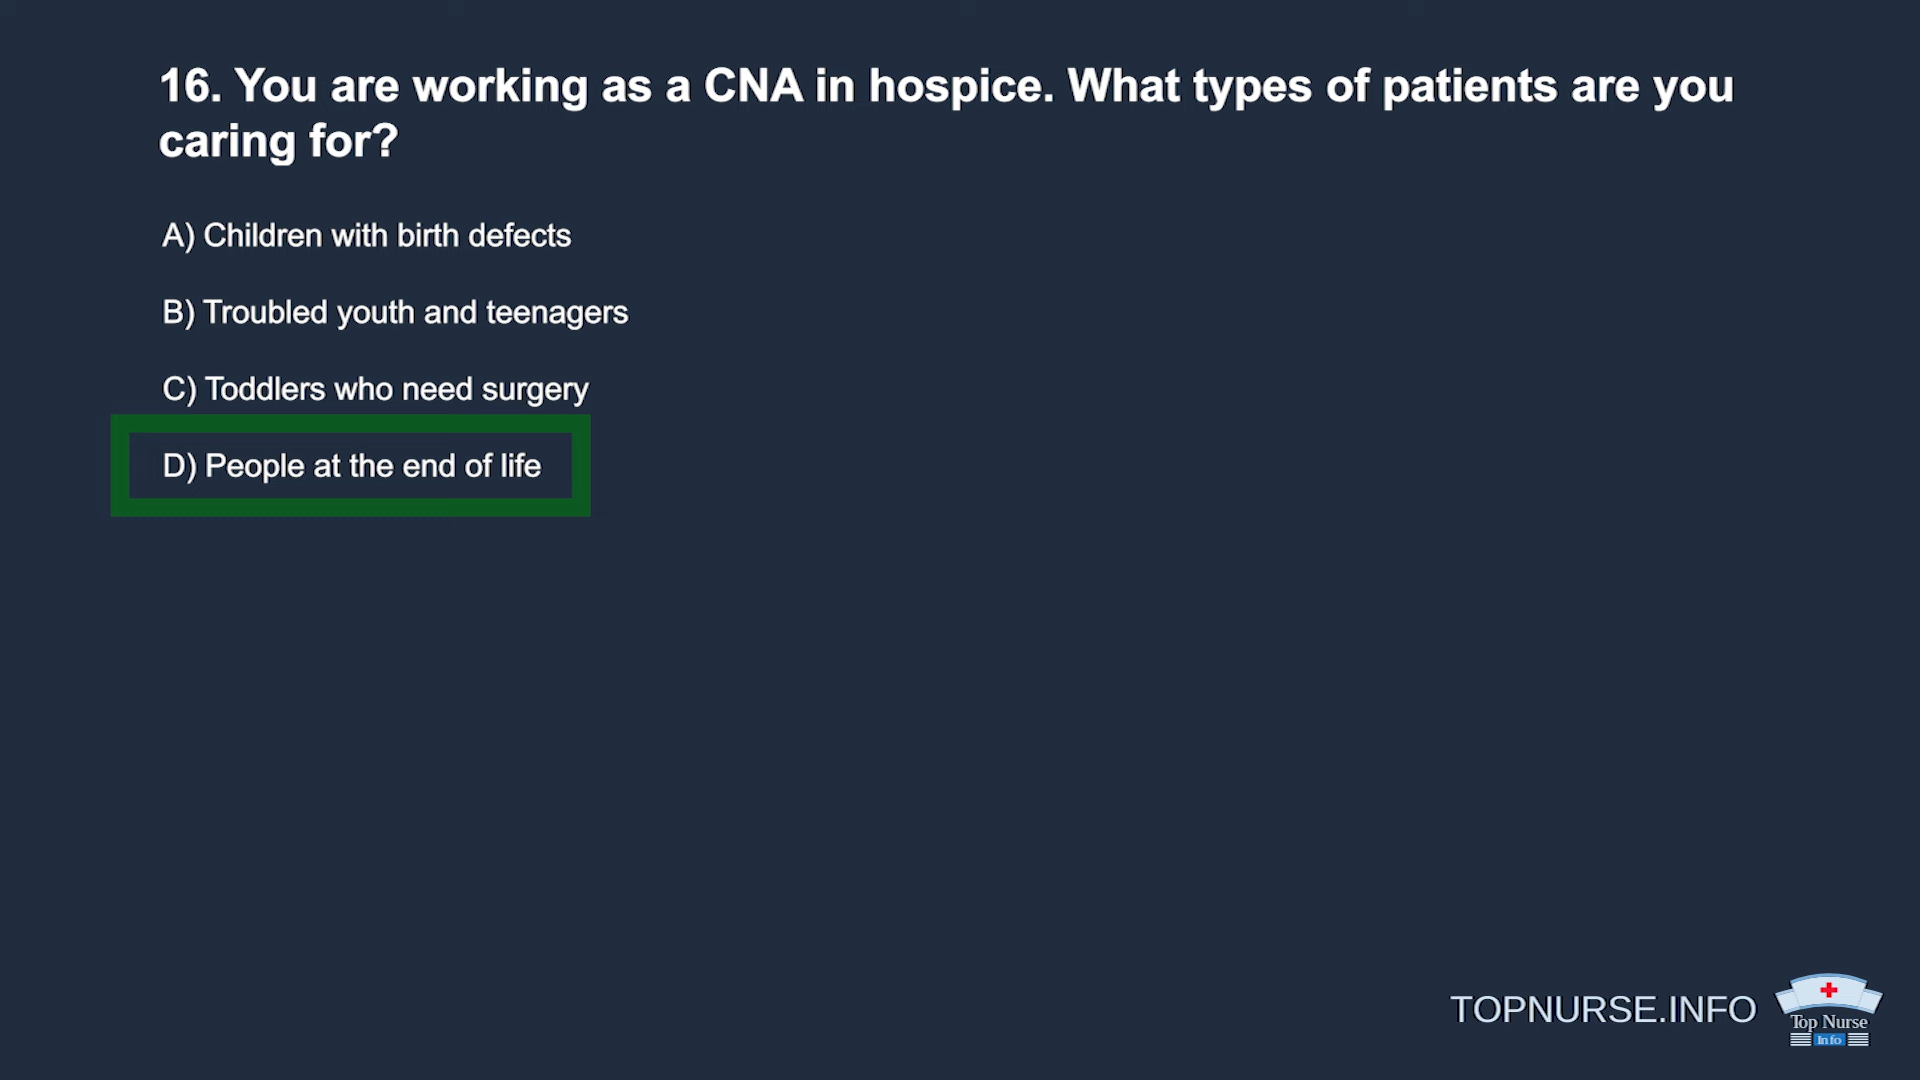 16. You are working as a CNA in hospice. What types of patients are you
caring for?
A) Children with birth defects
B) Troubled youth and teenagers
C) Toddlers who need surgery
D) People at the end of life
TOPNURSE.INFO
Top Nurse
Info